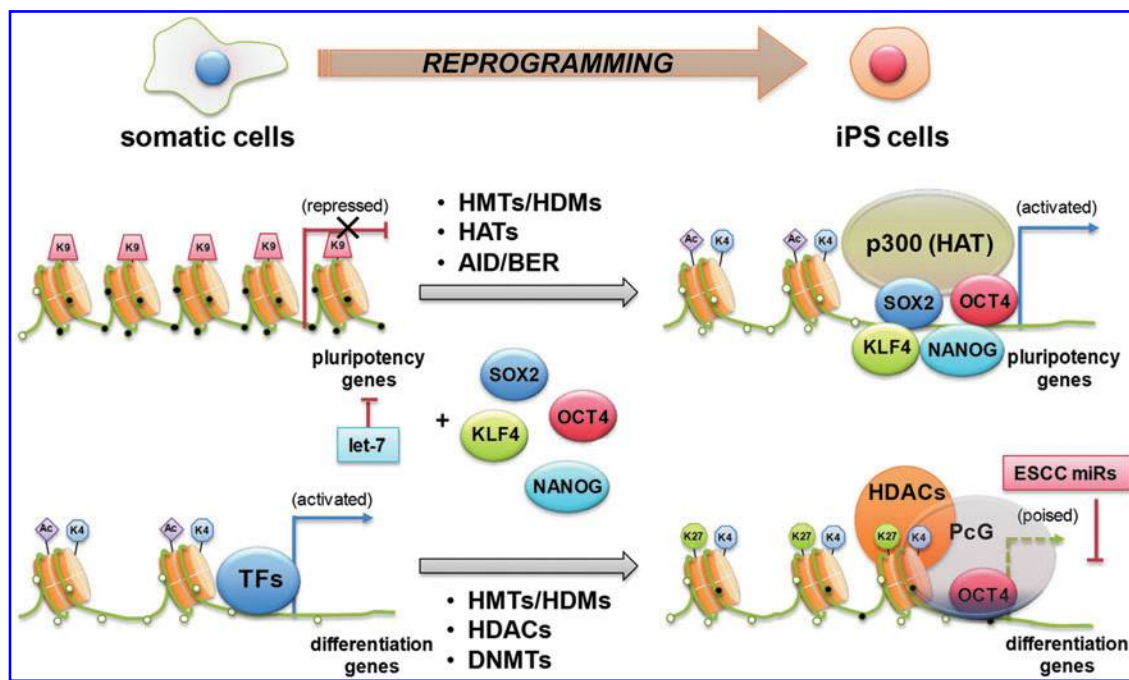 REPROGRAMMING
somatic cells
iPS cells
(repressed)
K9
K9
K9
K9
K9
pluripotency
genes
let-7
• HMTs/HDMs
• HATs
• AID/BER
Ac
K4
Ac
K4
p300 (HAT)
(activated)
SOX2
OCT4
KLF4
NANOG
pluripotency
genes
+
SOX2
OCT4
KLF4
NANOG
(activated)
Ac
K4
Ac
K4
TFs
differentiation
genes
• HMTs/HDMs
• HDACs
• DNMTs
ESCC miRs
HDACs
PcG
(poised)
K27
K4
K27
K4
K27
K4
OCT4
differentiation
genes